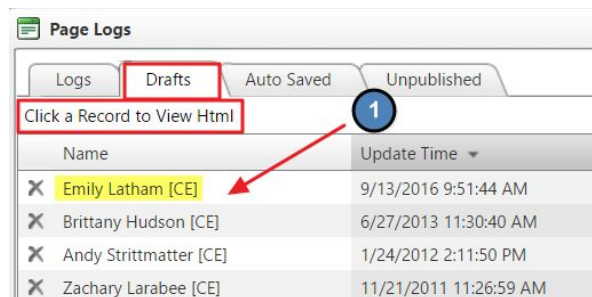 Page Logs
Logs Drafts Auto Saved Unpublished
Click a Record to View Html
1
Name Update Time
Emily Latham [CE] 9/13/2016 9:51:44 AM
Brittany Hudson [CE] 6/27/2013 11:30:40 AM
Andy Strittmatter [CE] 1/24/2012 2:11:50 PM
Zachary Larabee [CE] 11/21/2011 11:26:59 AM